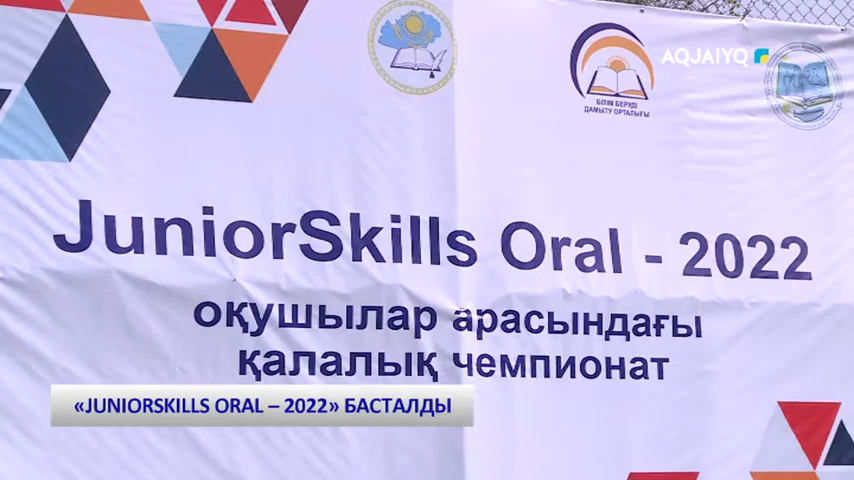 AQJAIYQ
БІЛІМ БЕРУДІ
ДАМЫТУ ОРТАЛЫҒЫ
JuniorSkills Oral - 2022
оқушылар арасындағы
қалалық чемпионат
«JUNIORSKILLS ORAL – 2022» БАСТАЛДЫ